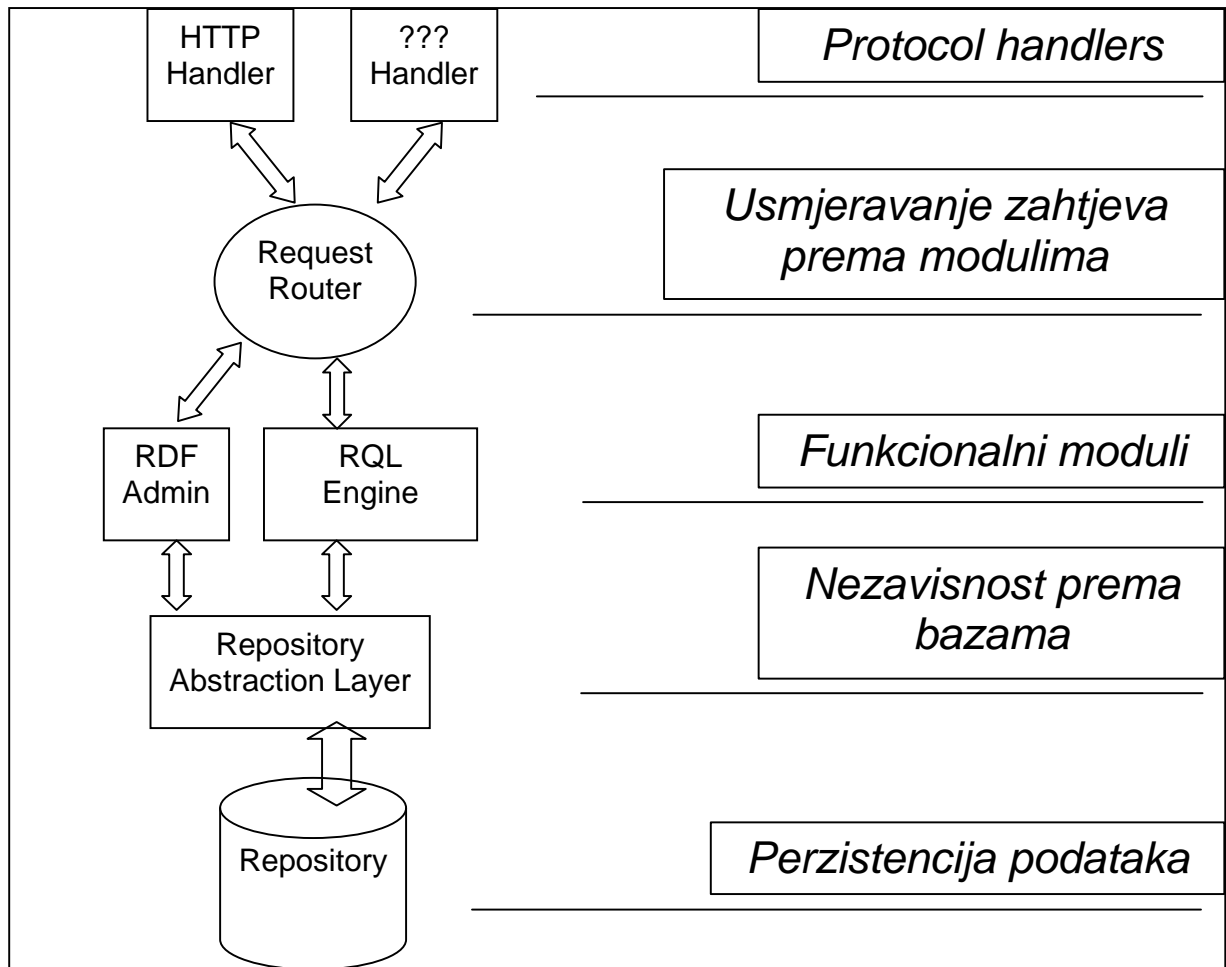 HTTP
Handler
???
Handler
Protocol handlers
Usmjeravanje zahtjeva
prema modulima
Request
Router
RDF
Admin
RQL
Engine
Funkcionalni moduli
Nezavisnost prema
bazama
Repository
Abstraction Layer
Repository
Perzistencija podataka